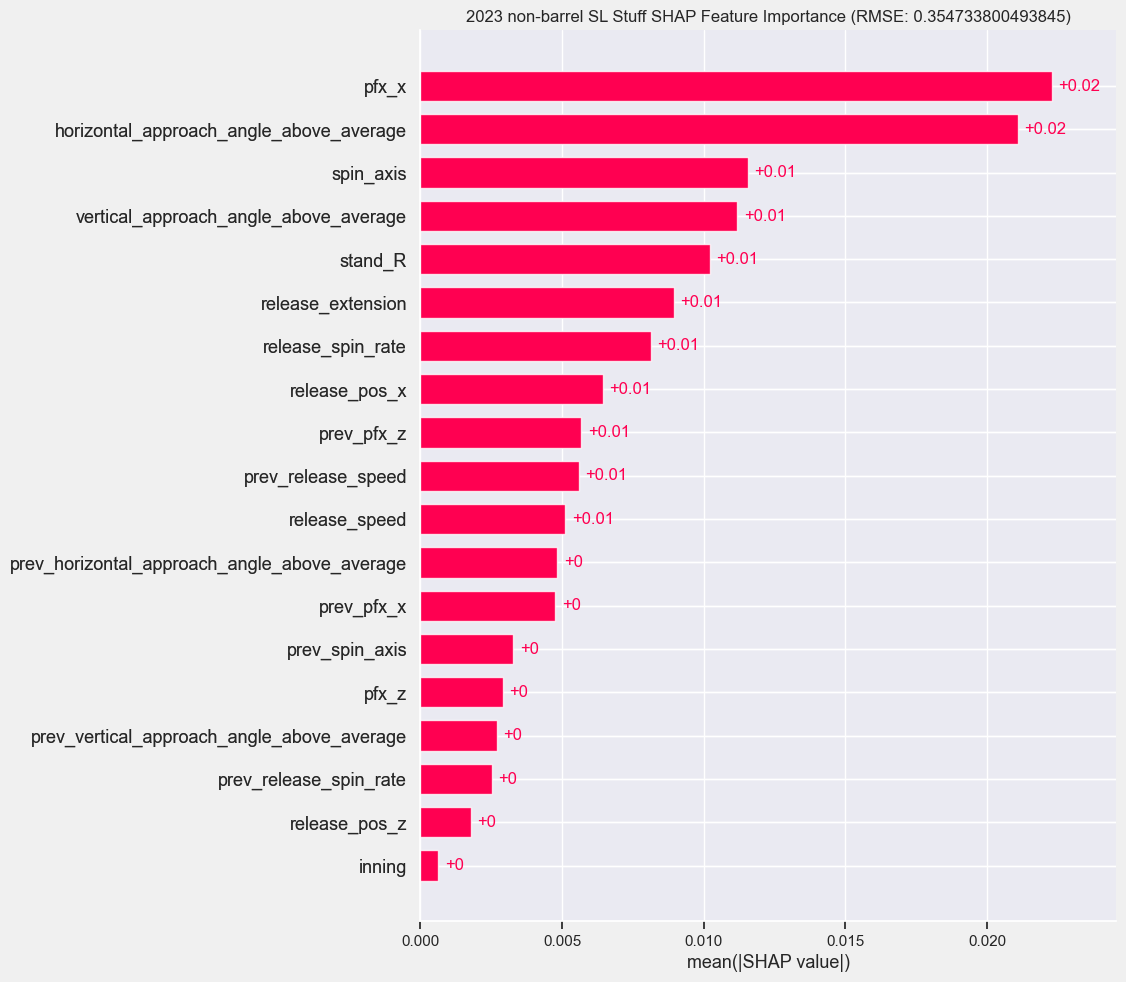 2023 non-barrel SL Stuff SHAP Feature Importance (RMSE: 0.354733800493845)
pfx_x +0.02
horizontal_approach_angle_above_average +0.02
spin_axis +0.01
vertical_approach_angle_above_average +0.01
stand_R +0.01
release_extension +0.01
release_spin_rate +0.01
release_pos_x +0.01
prev_pfx_z +0.01
prev_release_speed +0.01
release_speed +0.01
prev_horizontal_approach_angle_above_average +0
prev_pfx_x +0
prev_spin_axis +0
pfx_z +0
prev_vertical_approach_angle_above_average +0
prev_release_spin_rate +0
release_pos_z +0
inning +0
0.000 0.005 0.010 0.015 0.020
mean(|SHAP value|)